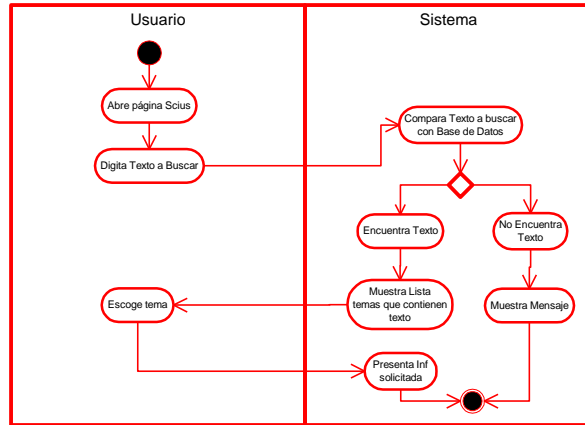 Usuario
Sistema
Abre página Scius
Digita Texto a Buscar
Compara Texto a buscar
con Base de Datos
Encuentra Texto
No Encuentra
Texto
Muestra Lista
temas que contienen
texto
Muestra Mensaje
Escoge tema
Presenta Inf
solicitada